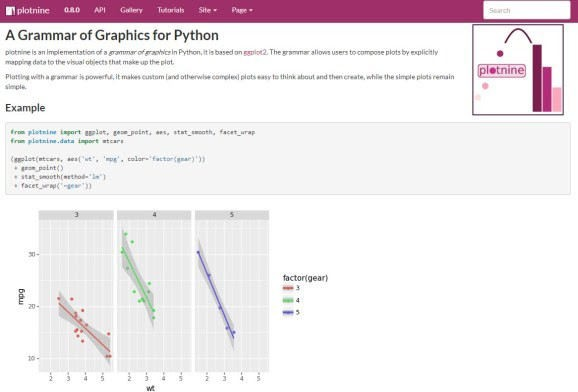 plotnine 0.8.0 API Gallery Tutorials Site Page Search
A Grammar of Graphics for Python
plotnine is an implementation of a grammar of graphics in Python, it is based on ggplot2. The grammar allows users to compose plots by explicitly
mapping data to the visual objects that make up the plot.
Plotting with a grammar is powerful, it makes custom (and otherwise complex) plots easy to think about and then create, while the simple plots remain
simple.
plotnine
Example
from plotnine import ggplot, geom_point, aes, stat_smooth, facet_wrap
from plotnine.data import mtcars
(ggplot(mtcars, aes('wt', 'mpg', color='factor(gear)'))
+ geom_point()
+ stat_smooth(method='lm')
+ facet_wrap('~gear'))
3 4 5
30
20
10
mpg
2 3 4 5 2 3 4 5 2 3 4 5
wt
factor(gear)
3
4
5